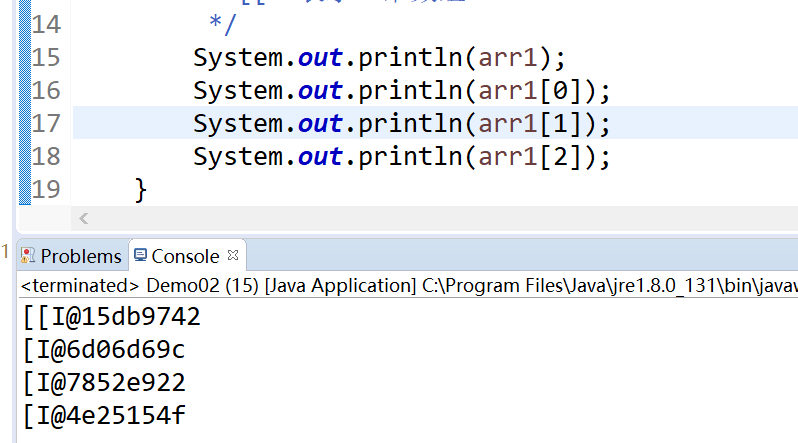 14 */
15 System.out.println(arr1);
16 System.out.println(arr1[0]);
17 System.out.println(arr1[1]);
18 System.out.println(arr1[2]);
19 }
1 Problems Console
<terminated> Demo02 (15) [Java Application] C:\Program Files\Java\jre1.8.0_131\bin\javaw
[[I@15db9742
[I@6d06d69c
[I@7852e922
[I@4e25154f